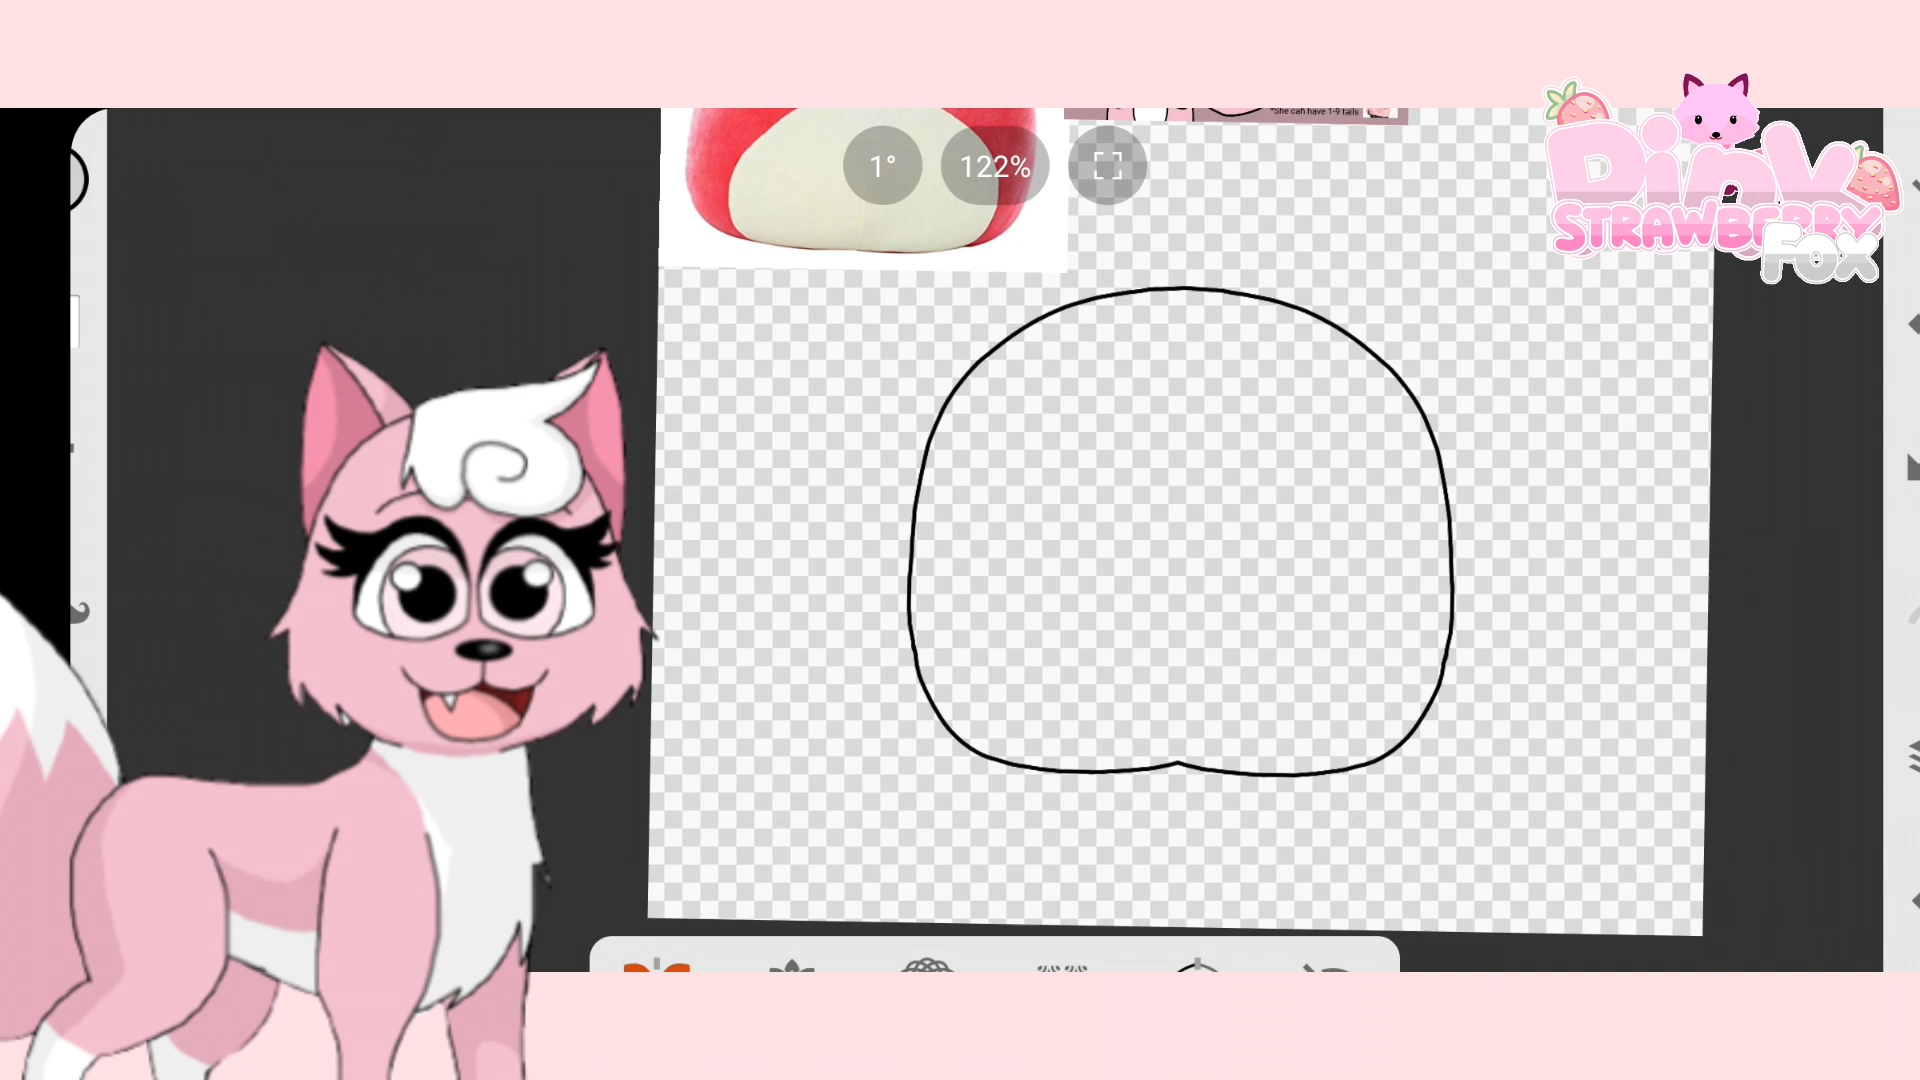 *She can have 1-9 tails
1°
122%
Pink
STRAWBERRY
FOX